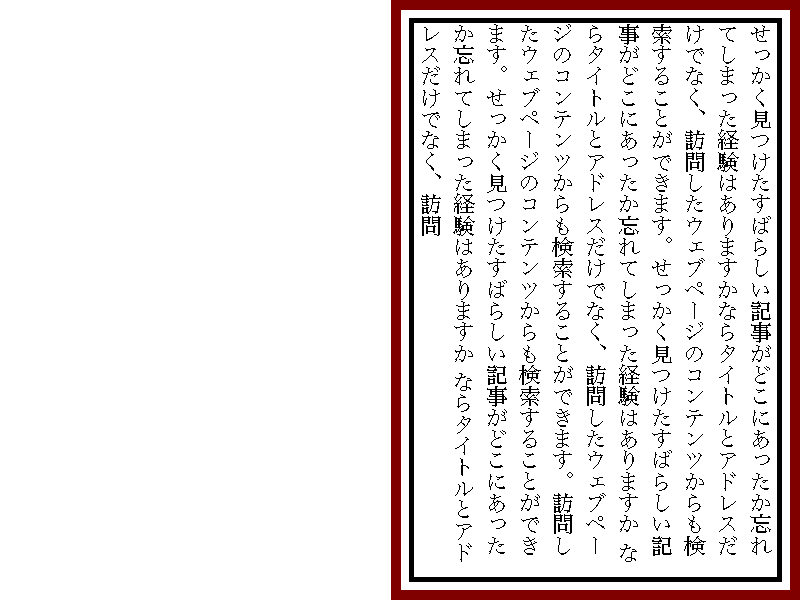 せっかく見つけたすばらしい記事がどこにあったか忘れ
てしまった経験はありますかならタイトルとアドレスだ
けでなく、訪問したウェブページのコンテンツからも検
索することができます。せっかく見つけたすばらしい記
事がどこにあったか忘れてしまった経験はありますか な
らタイトルとアドレスだけでなく、訪問したウェブペー
ジのコンテンツからも検索することができます。訪問し
たウェブページのコンテンツからも検索することができ
ます。せっかく見つけたすばらしい記事がどこにあった
か忘れてしまった経験はありますか ならタイトルとアド
レスだけでなく、訪問